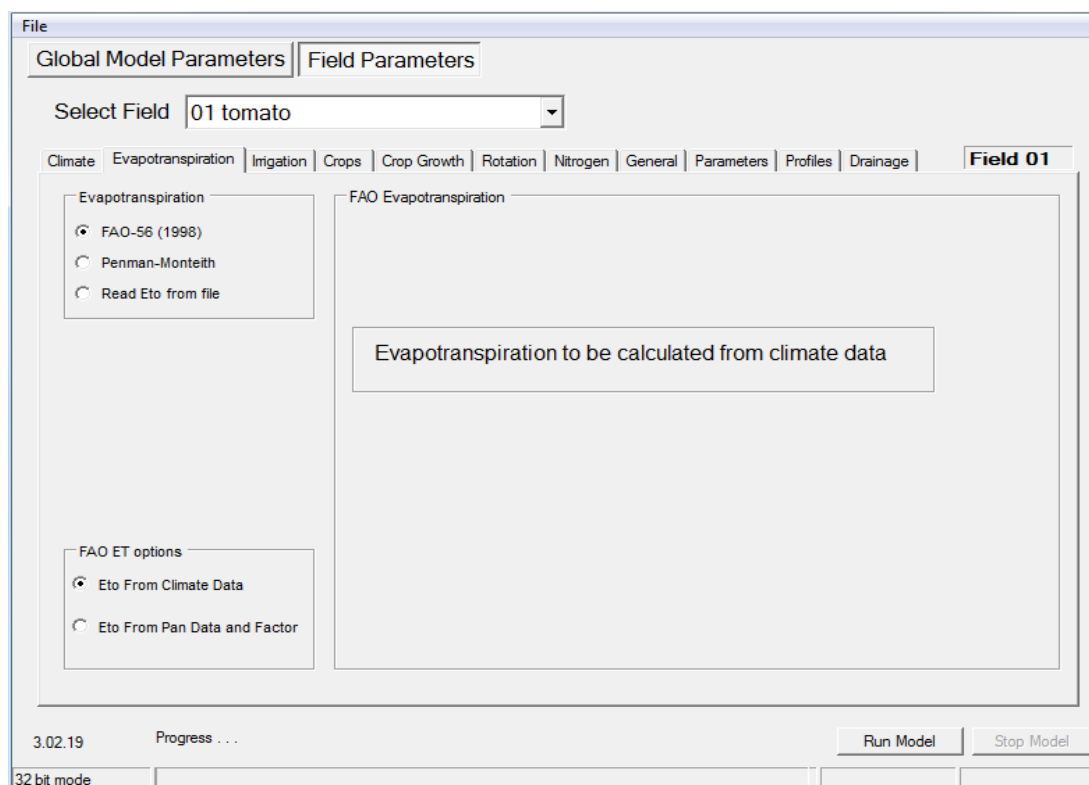 File
Global Model Parameters Field Parameters
Select Field 01 tomato
Climate Evapotranspiration Irrigation Crops Crop Growth Rotation Nitrogen General Parameters Profiles Drainage Field 01
Evapotranspiration
FAO-56 (1998)
Penman-Monteith
Read Eto from file
FAO Evapotranspiration
Evapotranspiration to be calculated from climate data
FAO ET options
Eto From Climate Data
Eto From Pan Data and Factor
3.02.19 Progress . . . Run Model Stop Model
32 bit mode